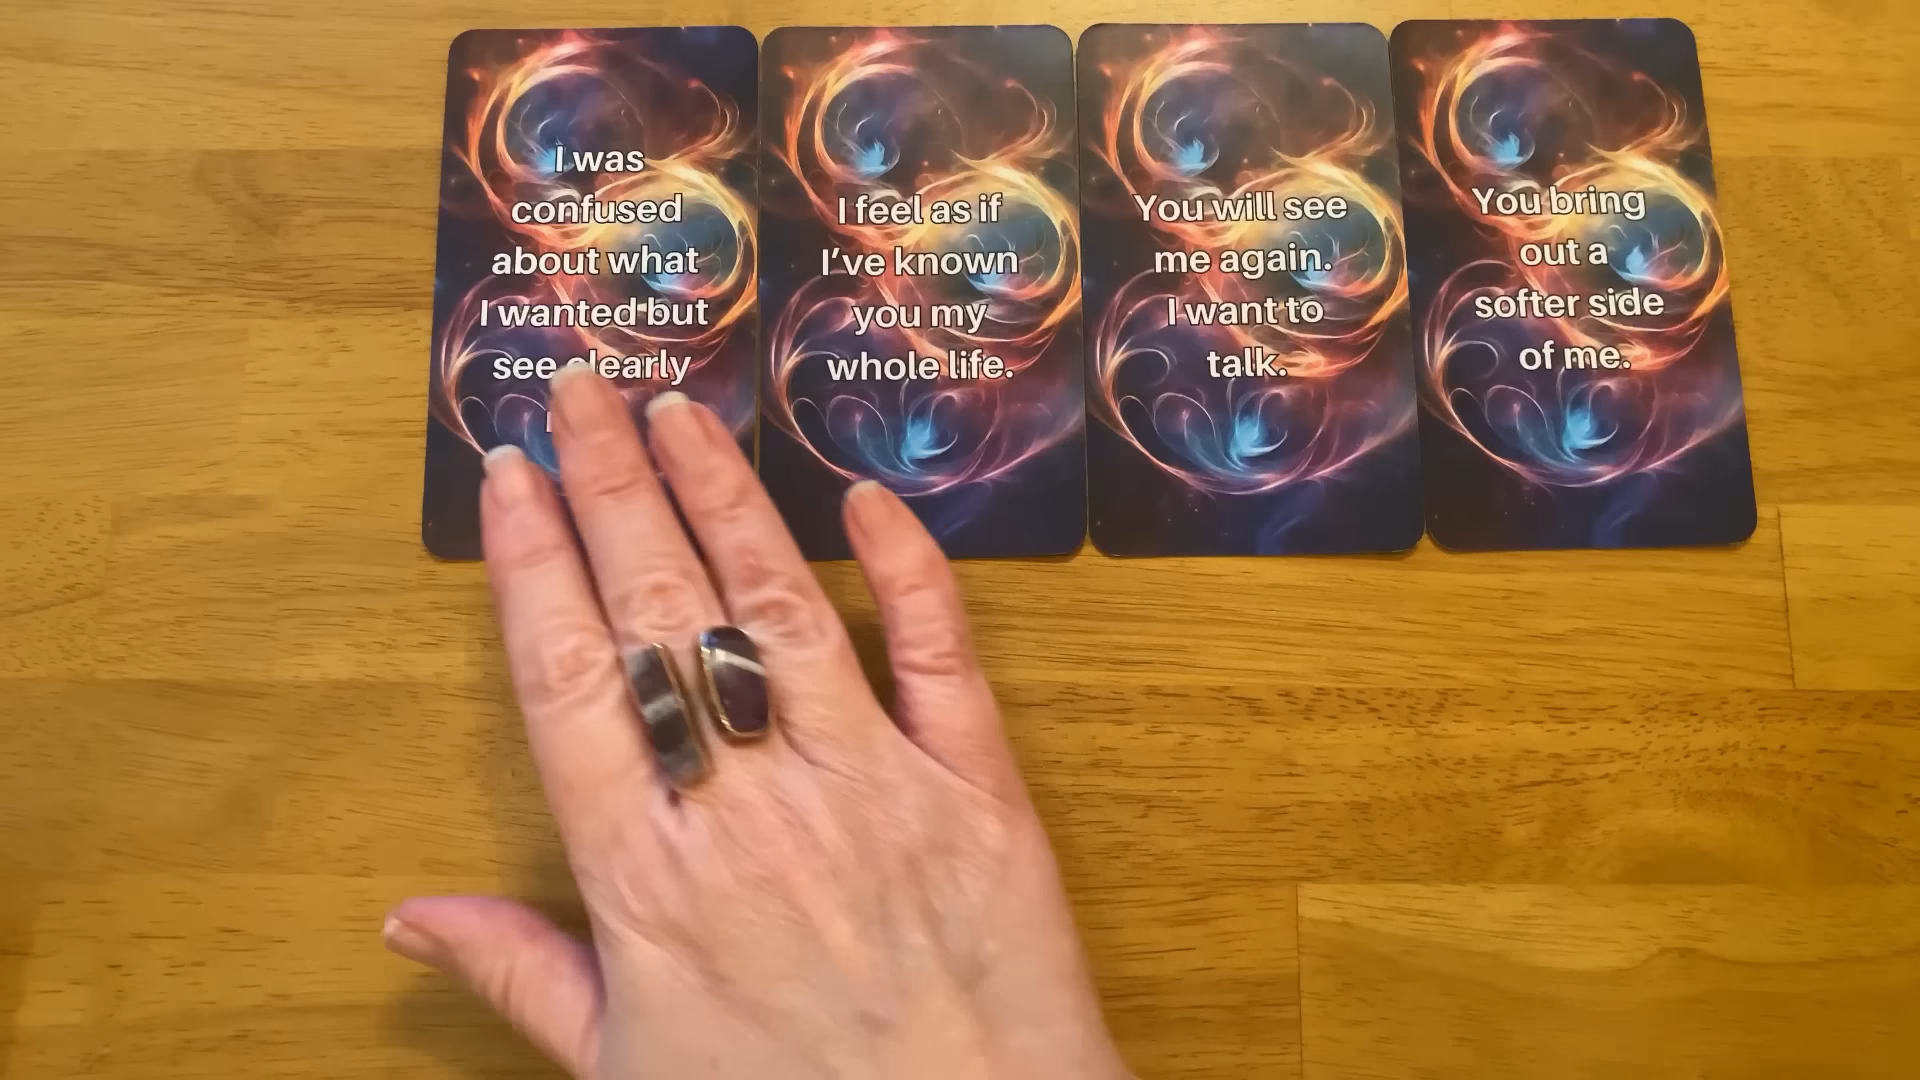 I was
confused
about what
I wanted but
see clearly
I feel as if
I've known
you my
whole life.
You will see
me again.
I want to
talk.
You bring
out a
softer side
of me.